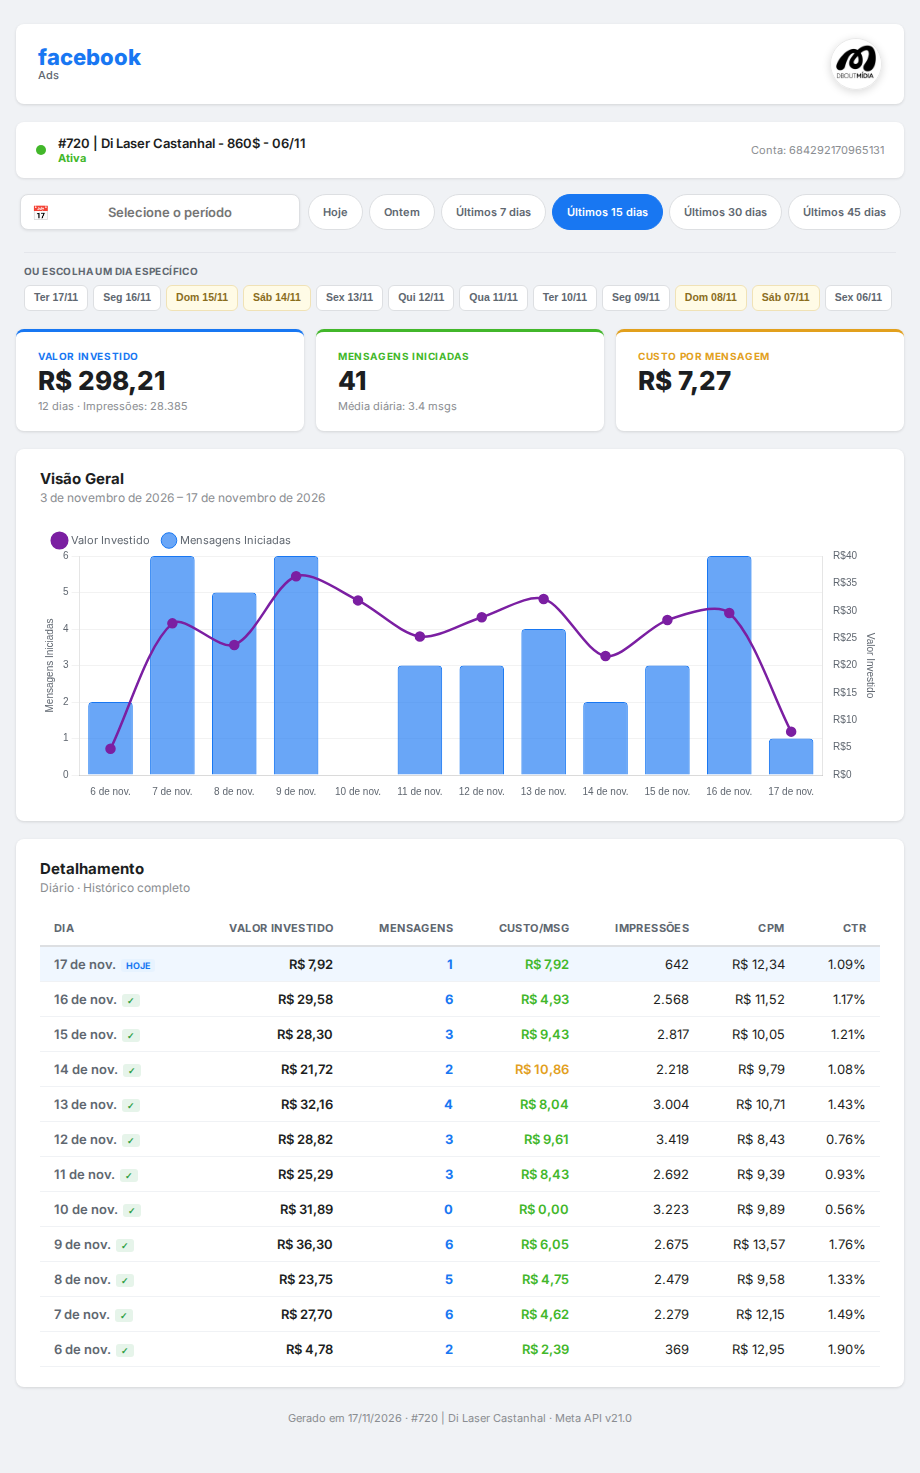 facebook
Ads
DBOUTMÍDIA
#720 | Di Laser Castanhal - 860$ - 06/11
Ativa
Conta: 684292170965131
📅 Selecione o período
Hoje
Ontem
Últimos 7 dias
Últimos 15 dias
Últimos 30 dias
Últimos 45 dias
OU ESCOLHA UM DIA ESPECÍFICO
Ter 17/11
Seg 16/11
Dom 15/11
Sáb 14/11
Sex 13/11
Qui 12/11
Qua 11/11
Ter 10/11
Seg 09/11
Dom 08/11
Sáb 07/11
Sex 06/11
VALOR INVESTIDO
R$ 298,21
12 dias · Impressões: 28.385
MENSAGENS INICIADAS
41
Média diária: 3.4 msgs
CUSTO POR MENSAGEM
R$ 7,27
Visão Geral
3 de novembro de 2026 – 17 de novembro de 2026
Valor Investido
Mensagens Iniciadas
Mensagens Iniciadas
6
5
4
3
2
1
0
R$40
R$35
R$30
R$25
R$20
R$15
R$10
R$5
R$0
Valor Investido
6 de nov. 7 de nov. 8 de nov. 9 de nov. 10 de nov. 11 de nov. 12 de nov. 13 de nov. 14 de nov. 15 de nov. 16 de nov. 17 de nov.
Detalhamento
Diário · Histórico completo
DIA VALOR INVESTIDO MENSAGENS CUSTO/MSG IMPRESSÕES CPM CTR
17 de nov. HOJE R$ 7,92 1 R$ 7,92 642 R$ 12,34 1.09%
16 de nov. ✓ R$ 29,58 6 R$ 4,93 2.568 R$ 11,52 1.17%
15 de nov. ✓ R$ 28,30 3 R$ 9,43 2.817 R$ 10,05 1.21%
14 de nov. ✓ R$ 21,72 2 R$ 10,86 2.218 R$ 9,79 1.08%
13 de nov. ✓ R$ 32,16 4 R$ 8,04 3.004 R$ 10,71 1.43%
12 de nov. ✓ R$ 28,82 3 R$ 9,61 3.419 R$ 8,43 0.76%
11 de nov. ✓ R$ 25,29 3 R$ 8,43 2.692 R$ 9,39 0.93%
10 de nov. ✓ R$ 31,89 0 R$ 0,00 3.223 R$ 9,89 0.56%
9 de nov. ✓ R$ 36,30 6 R$ 6,05 2.675 R$ 13,57 1.76%
8 de nov. ✓ R$ 23,75 5 R$ 4,75 2.479 R$ 9,58 1.33%
7 de nov. ✓ R$ 27,70 6 R$ 4,62 2.279 R$ 12,15 1.49%
6 de nov. ✓ R$ 4,78 2 R$ 2,39 369 R$ 12,95 1.90%
Gerado em 17/11/2026 · #720 | Di Laser Castanhal · Meta API v21.0